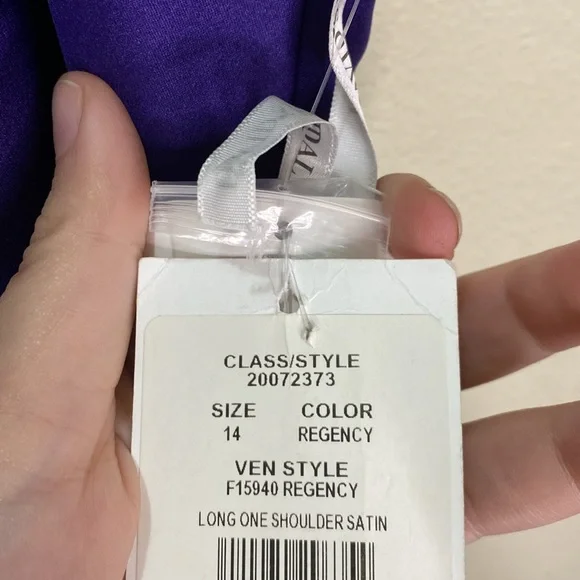 CLASS/STYLE
20072373
SIZE COLOR
14 REGENCY
VEN STYLE
F15940 REGENCY
LONG ONE SHOULDER SATIN